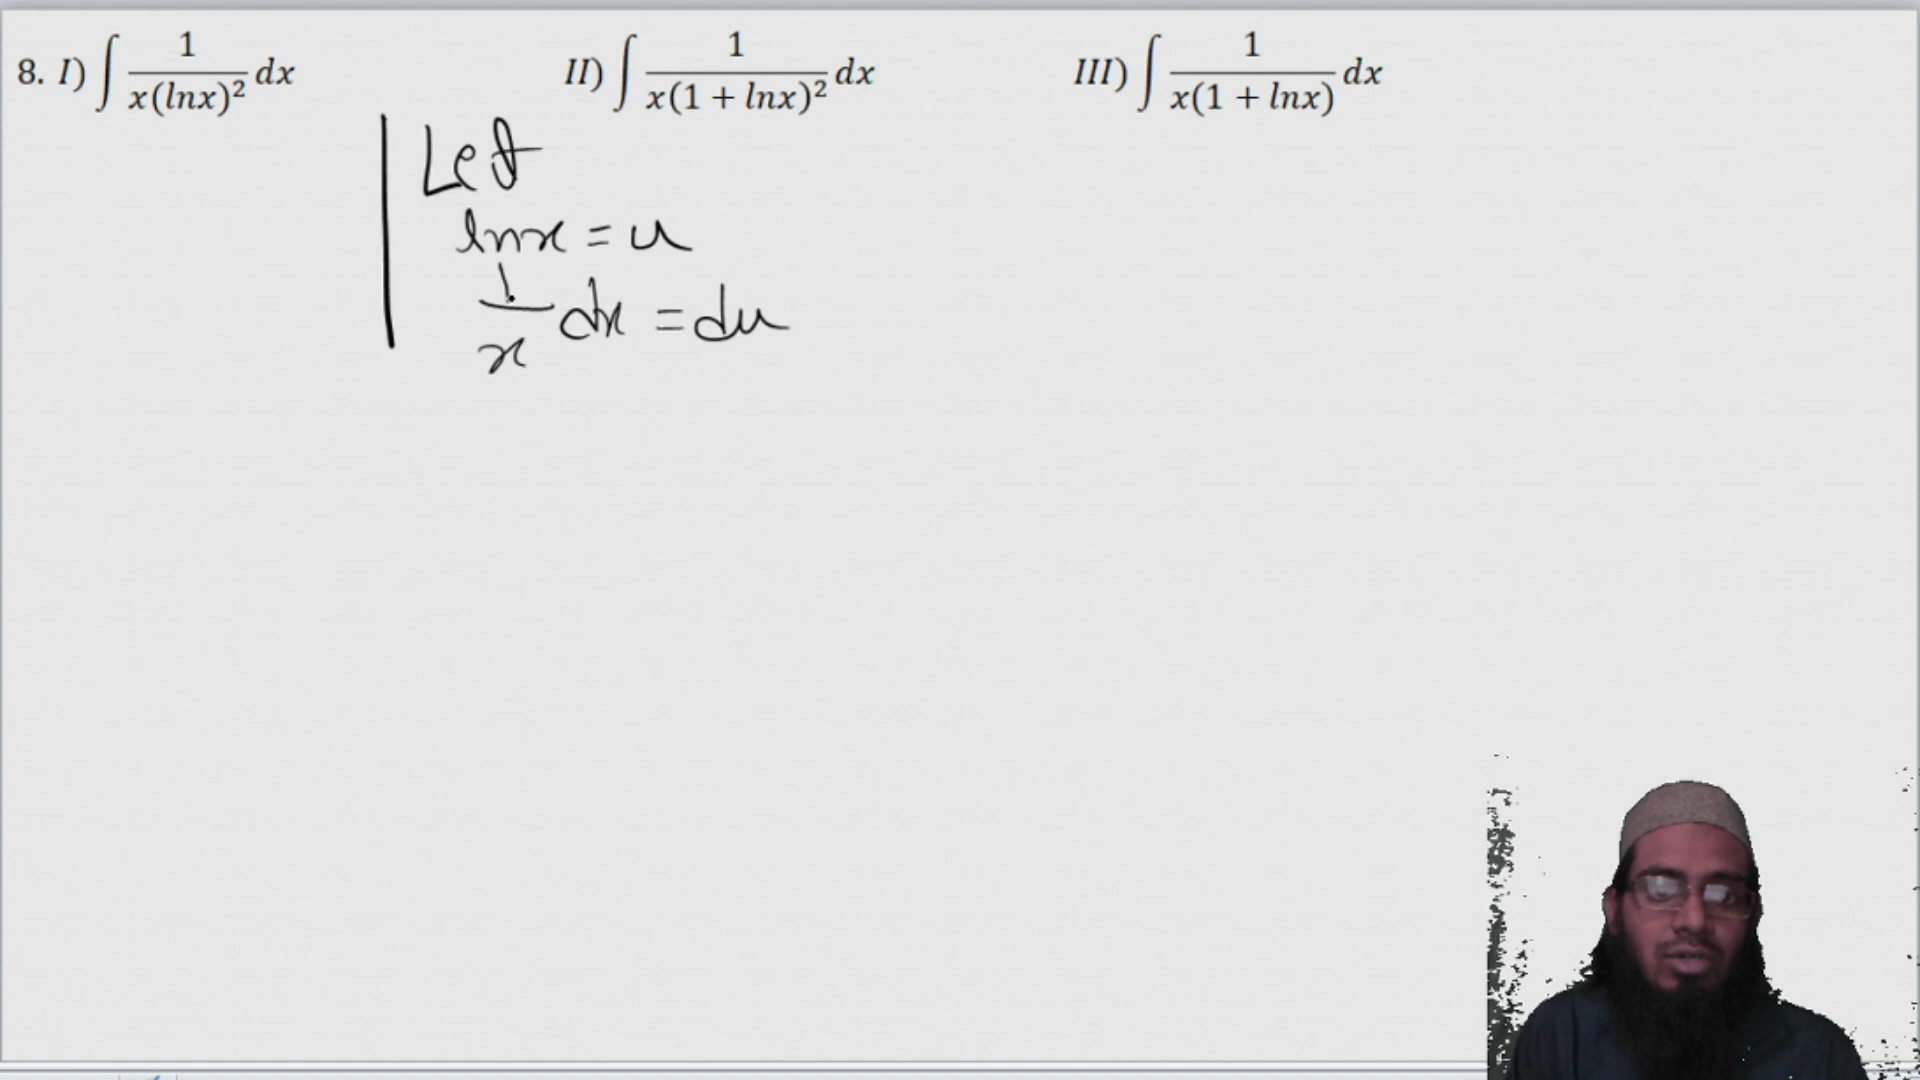 8. I) ∫ 1/(x(lnx)²) dx II) ∫ 1/(x(1 + lnx)²) dx III) ∫ 1/(x(1 + lnx)) dx
Let
lnx = u
1/x dx = du